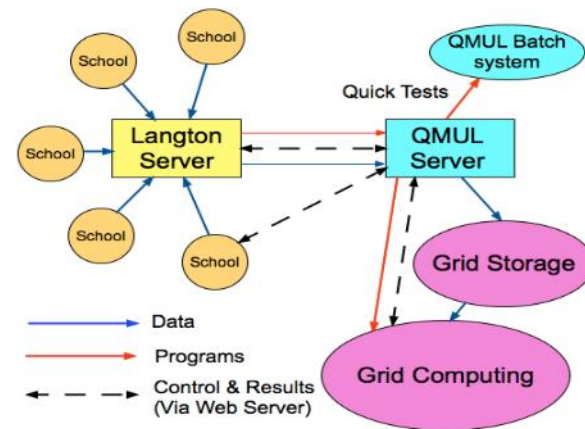 School
School
School
School
School
Langton
Server
QMUL
Server
QMUL Batch
system
Quick Tests
Grid Storage
Grid Computing
Data
Programs
Control & Results
(Via Web Server)